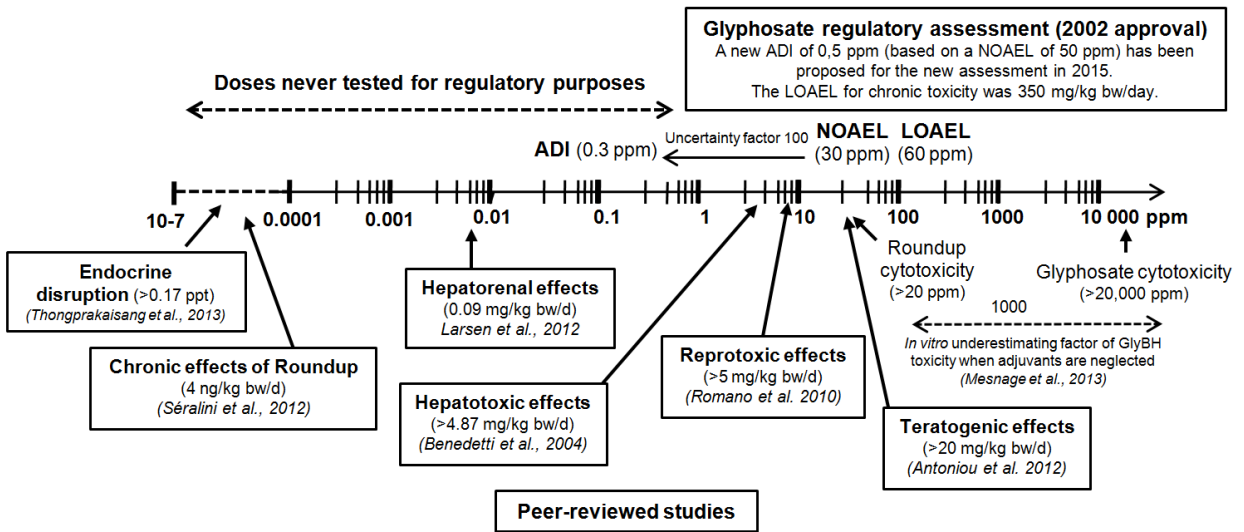 Glyphosate regulatory assessment (2002 approval)
A new ADI of 0,5 ppm (based on a NOAEL of 50 ppm) has been
proposed for the new assessment in 2015.
The LOAEL for chronic toxicity was 350 mg/kg bw/day.
Doses never tested for regulatory purposes
ADI (0.3 ppm)
Uncertainty factor 100
NOAEL
(30 ppm)
LOAEL
(60 ppm)
10-7
0.0001
0.001
0.01
0.1
1
10
100
1000
10 000 ppm
Endocrine
disruption (>0.17 ppt)
(Thongprakaisang et al., 2013)
Chronic effects of Roundup
(4 ng/kg bw/d)
(Séralini et al., 2012)
Hepatorenal effects
(0.09 mg/kg bw/d)
Larsen et al., 2012
Hepatotoxic effects
(>4.87 mg/kg bw/d)
(Benedetti et al., 2004)
Reprotoxic effects
(>5 mg/kg bw/d)
(Romano et al. 2010)
Teratogenic effects
(>20 mg/kg bw/d)
(Antoniou et al. 2012)
Roundup
cytotoxicity
(>20 ppm)
Glyphosate cytotoxicity
(>20,000 ppm)
1000
In vitro underestimating factor of GlyBH
toxicity when adjuvants are neglected
(Mesnage et al., 2013)
Peer-reviewed studies